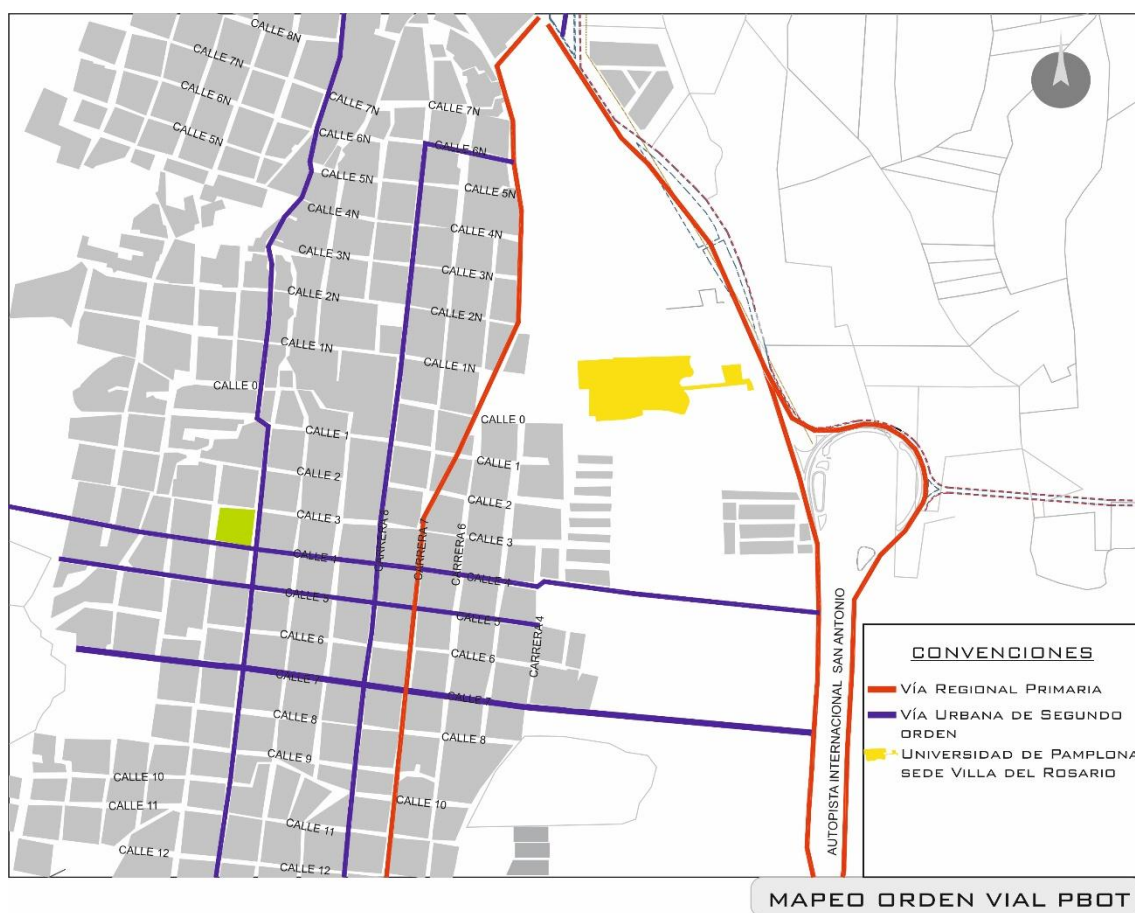 CALLE 8N
CALLE 7N
CALLE 6N
CALLE 5N
CALLE 7N
CALLE 6N
CALLE 5N
CALLE 4N
CALLE 3N
CALLE 2N
CALLE 1N
CALLE 0
CALLE 7N
CALLE 6N
CALLE 5N
CALLE 4N
CALLE 3N
CALLE 2N
CALLE 1N
CALLE 0
CALLE 1
CALLE 2
CALLE 3
CALLE 4
CALLE 5
CALLE 6
CALLE 7
CALLE 8
CALLE 9
CALLE 10
CALLE 11
CALLE 12
CALLE 1
CALLE 2
CALLE 3
CALLE 4
CALLE 5
CALLE 6
CALLE 7
CALLE 8
CALLE 10
CALLE 11
CALLE 12
CARRERA 8
CARRERA 7
CARRERA 6
CARRERA 4
AUTOPISTA INTERNACIONAL SAN ANTONIO
CONVENCIONES
VÍA REGIONAL PRIMARIA
VÍA URBANA DE SEGUNDO
ORDEN
UNIVERSIDAD DE PAMPLONA
SEDE VILLA DEL ROSARIO
MAPEO ORDEN VIAL PBOT